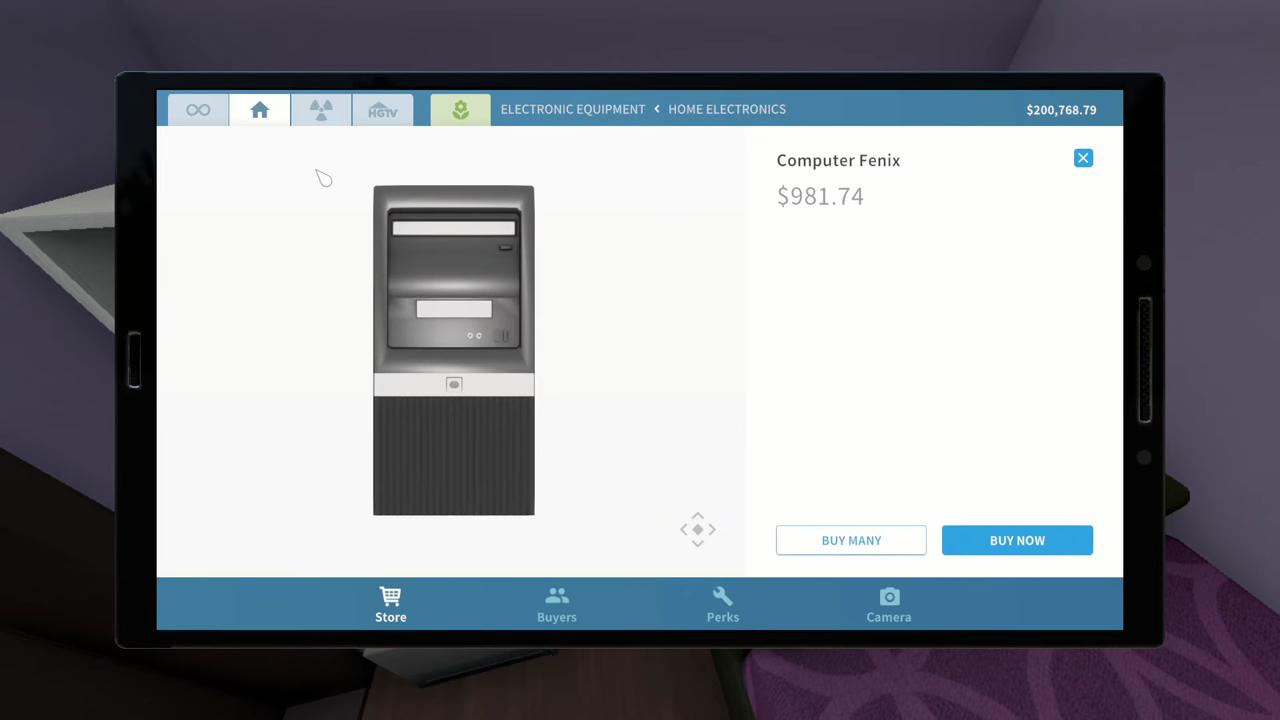 HGTV
ELECTRONIC EQUIPMENT < HOME ELECTRONICS
$200,768.79
Computer Fenix
$981.74
BUY MANY
BUY NOW
Store
Buyers
Perks
Camera